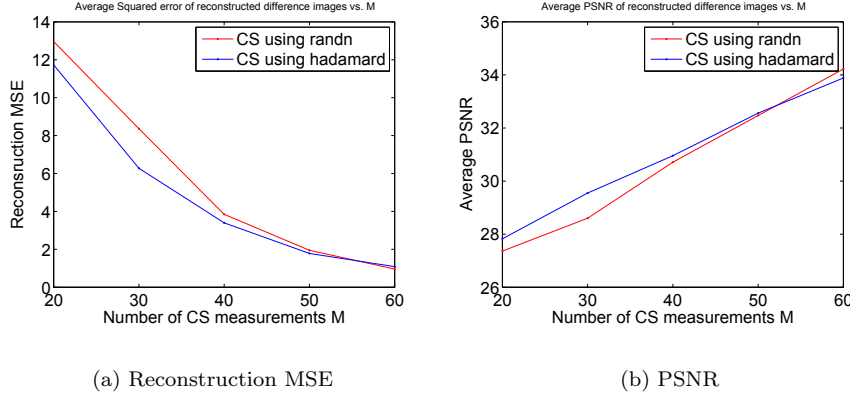 Average Squared error of reconstructed difference images vs. M
14
12
10
8
6
4
2
0
Reconsruction MSE
CS using randn
CS using hadamard
20 30 40 50 60
Number of CS measurements M
(a) Reconstruction MSE
Average PSNR of reconstructed difference images vs. M
36
34
32
30
28
26
Average PSNR
CS using randn
CS using hadamard
20 30 40 50 60
Number of CS measurements M
(b) PSNR